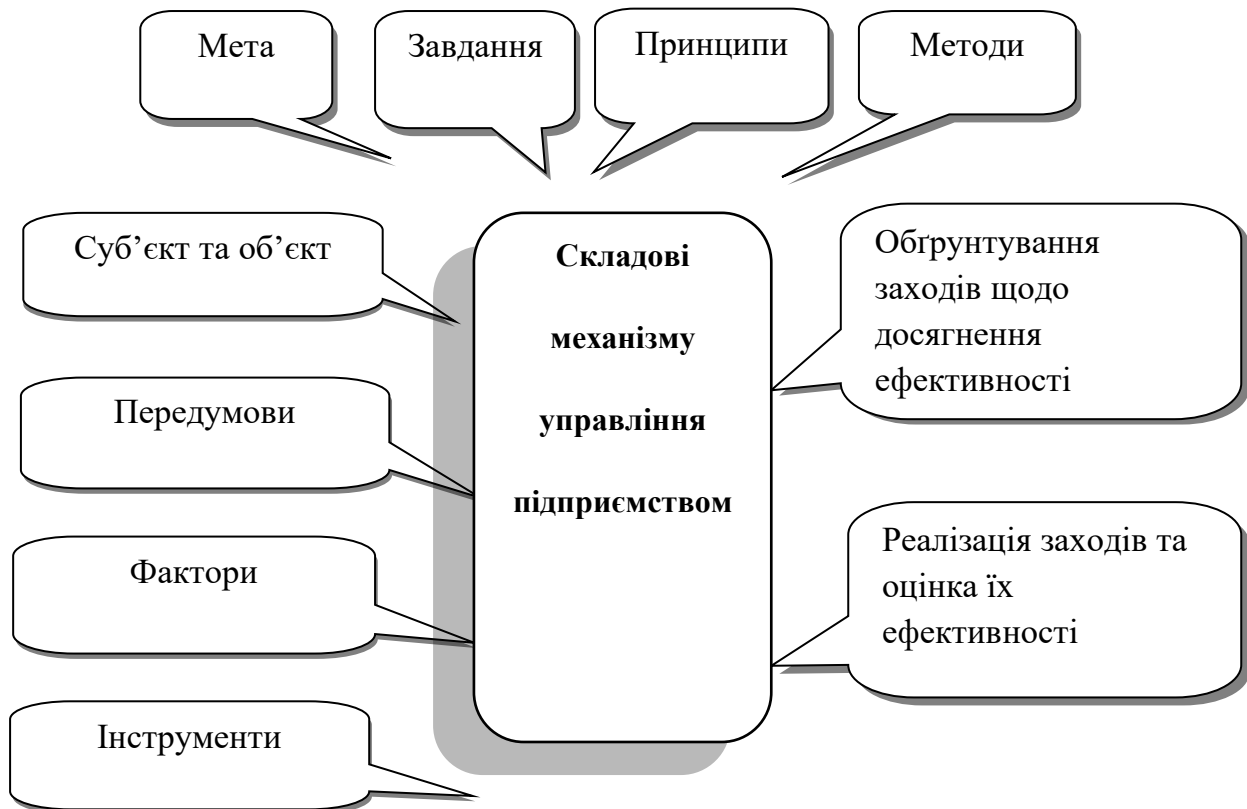 Мета
Завдання
Принципи
Методи
Суб’єкт та об’єкт
Передумови
Фактори
Інструменти
Складові
механізму
управління
підприємством
Обґрунтування
заходів щодо
досягнення
ефективності
Реалізація заходів та
оцінка їх
ефективності